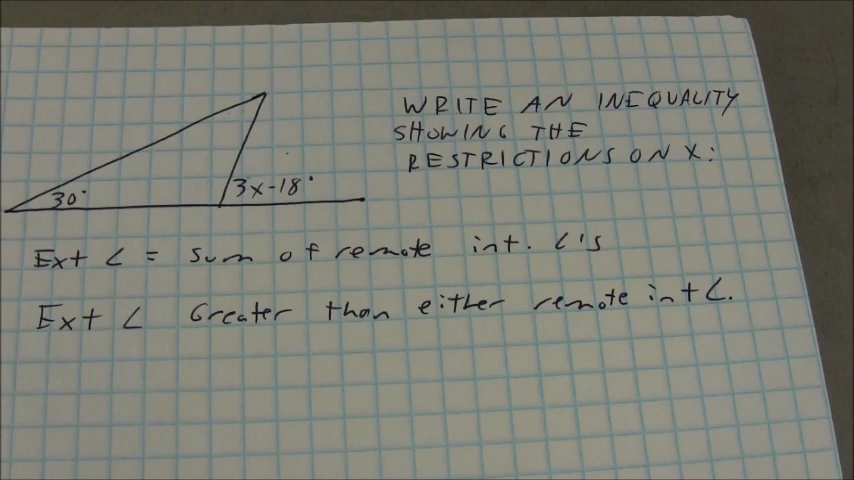 WRITE AN INEQUALITY
SHOWING THE
RESTRICTIONS ON X:
30°
3x-18°
Ext ∠ = sum of remote int. ∠'s
Ext ∠ Greater than either remote int ∠.